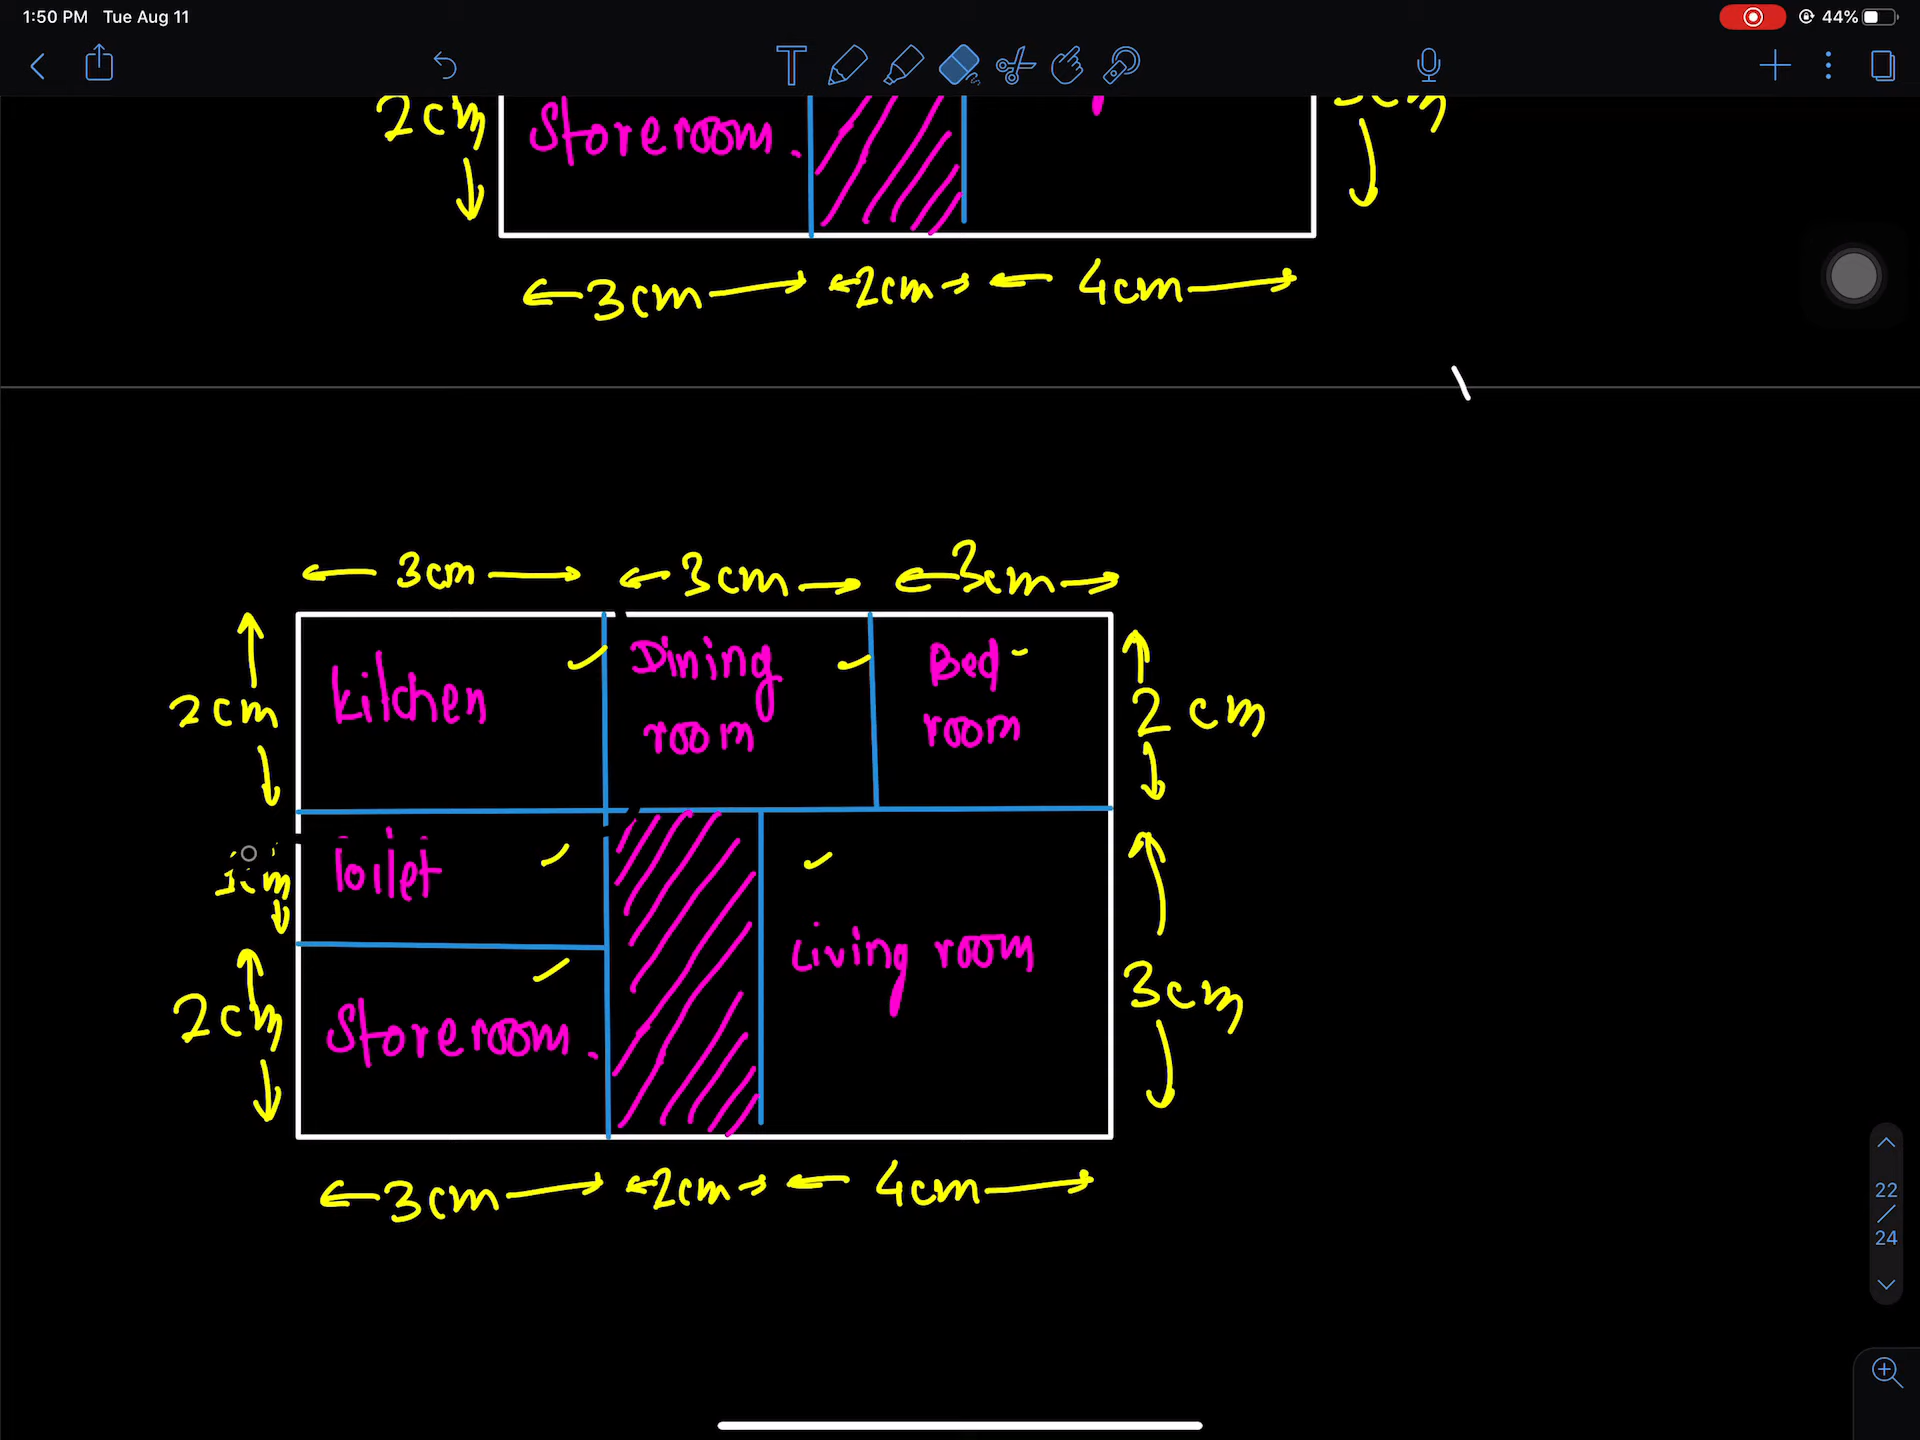 1:50 PM Tue Aug 11
44%
T
2cm
Storeroom.
3cm
2cm
4cm
3cm
3cm
3cm
2cm
Kitchen
Dining
room
Bed
room
2 cm
1cm
Toilet
Living room
2cm
Storeroom.
3cm
3cm
2cm
4cm
22
/
24